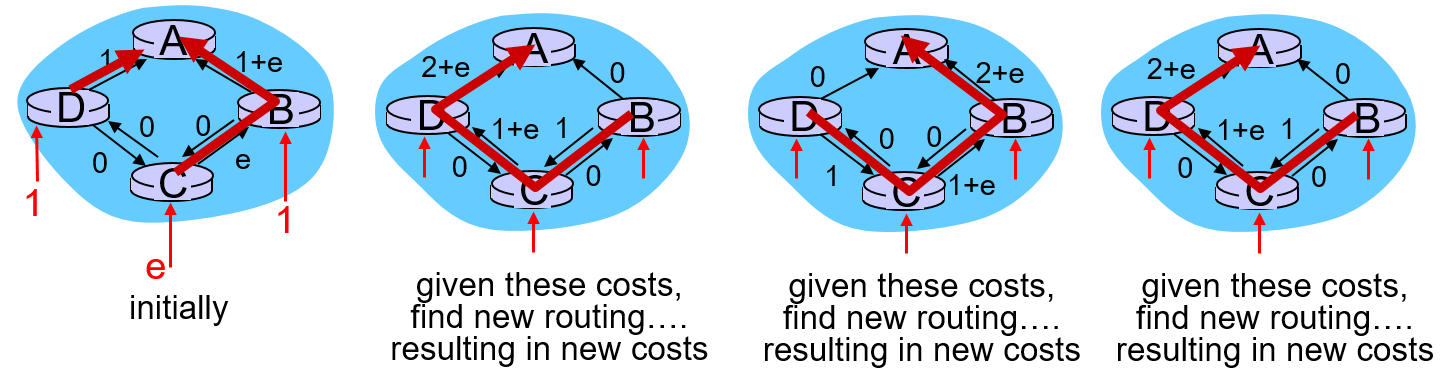 A
1
1+e
D
B
0
0
0
e
C
1
1
e
initially
A
2+e
0
D
B
1+e
1
0
0
C
given these costs,
find new routing….
resulting in new costs
A
0
2+e
D
B
0
0
1
1+e
C
given these costs,
find new routing….
resulting in new costs
A
2+e
0
D
B
1+e
1
0
0
C
given these costs,
find new routing….
resulting in new costs